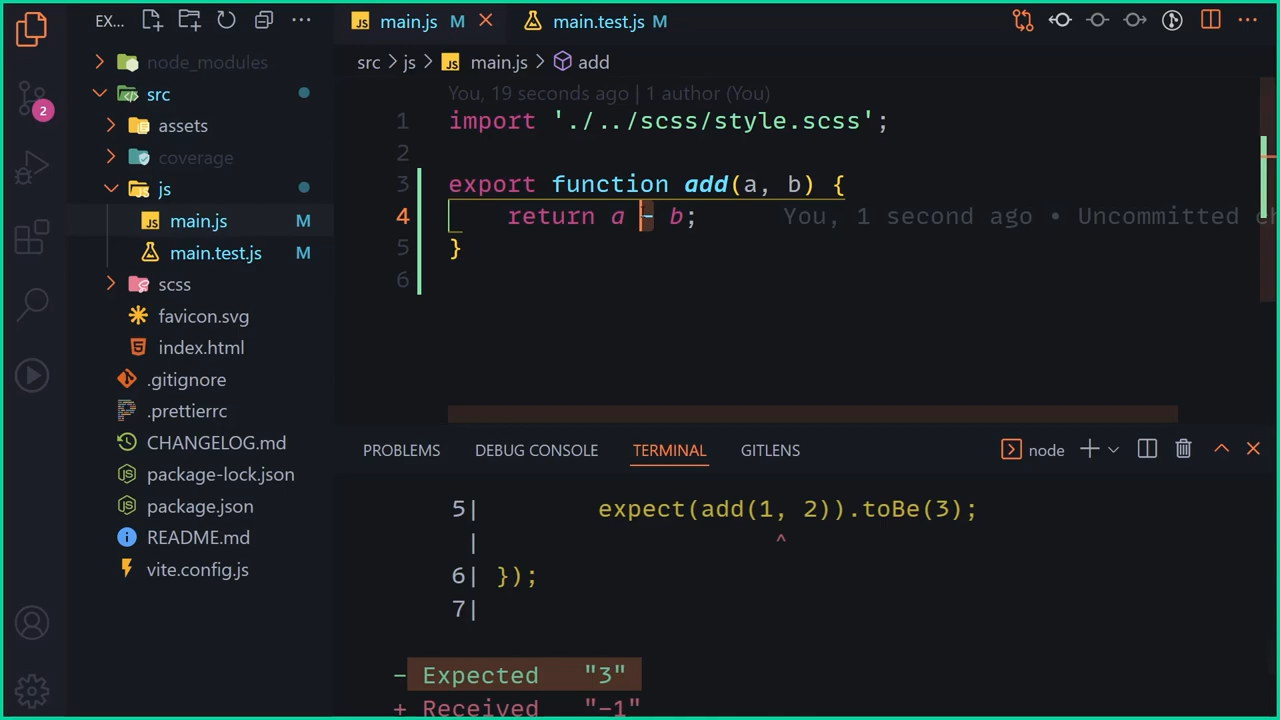 EX...
main.js M
main.test.js M
node_modules
src
assets
coverage
js
main.js M
main.test.js M
scss
favicon.svg
index.html
.gitignore
.prettierrc
CHANGELOG.md
package-lock.json
package.json
README.md
vite.config.js
2
src > js > main.js > add
You, 19 seconds ago | 1 author (You)
1 import './../scss/style.scss';
2
3 export function add(a, b) {
4 return a - b; You, 1 second ago • Uncommitted
5 }
6
PROBLEMS DEBUG CONSOLE TERMINAL GITLENS node
5| expect(add(1, 2)).toBe(3);
| ^
6| });
7|
- Expected "3"
+ Received "-1"